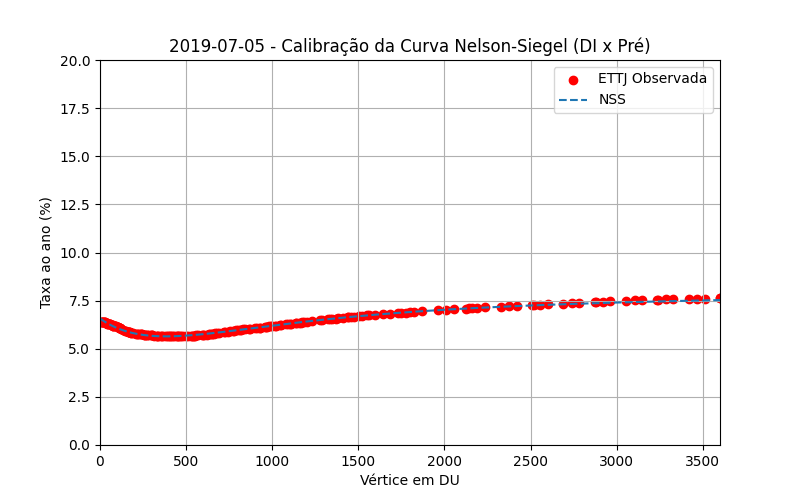 2019-07-05 - Calibração da Curva Nelson-Siegel (DI x Pré)
ETTJ Observada
NSS
Taxa ao ano (%)
20.0
17.5
15.0
12.5
10.0
7.5
5.0
2.5
0.0
0 500 1000 1500 2000 2500 3000 3500
Vértice em DU